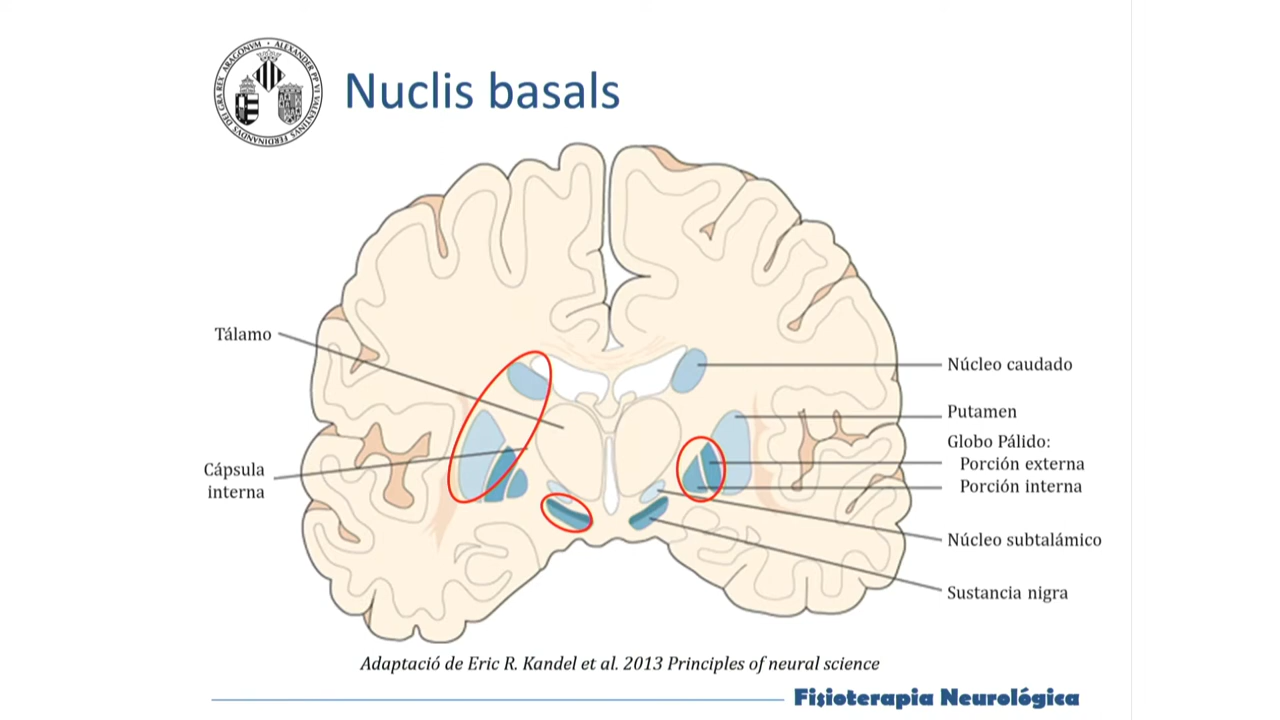 Nuclis basals
Tálamo
Cápsula
interna
Núcleo caudado
Putamen
Globo Pálido:
Porción externa
Porción interna
Núcleo subtalámico
Sustancia nigra
Adaptació de Eric R. Kandel et al. 2013 Principles of neural science
Fisioterapia Neurológica